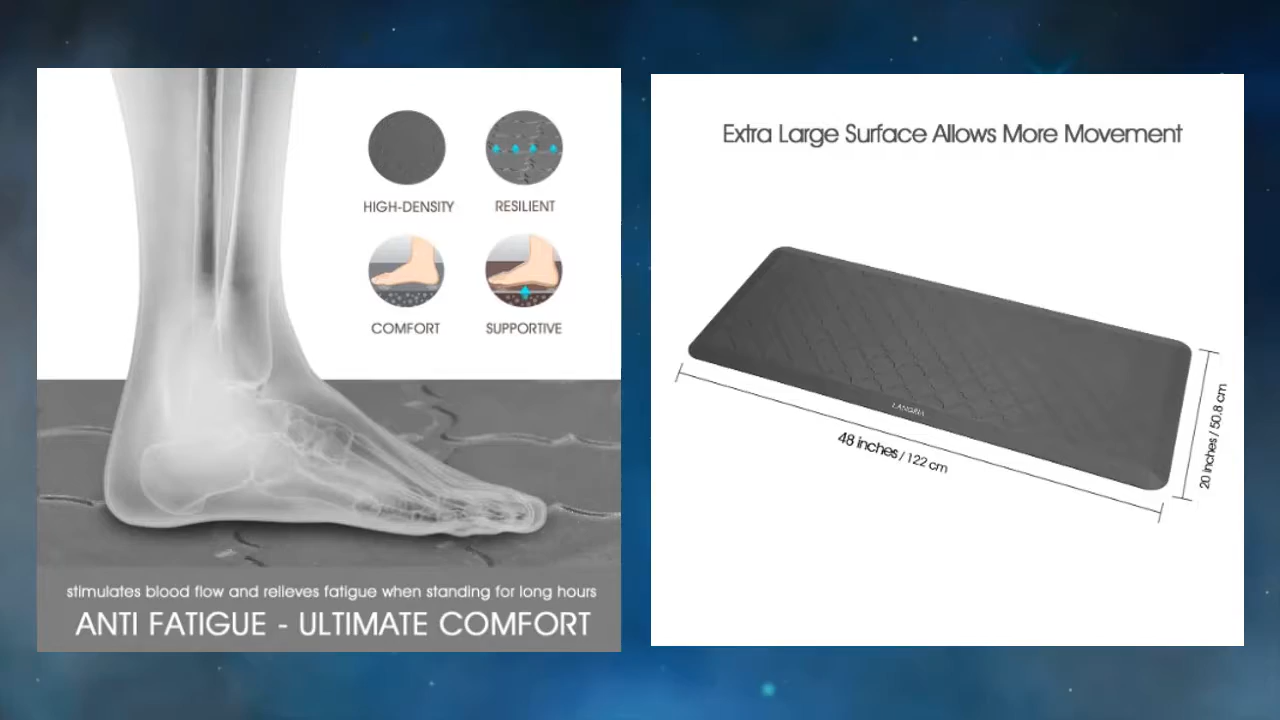 HIGH-DENSITY
RESILIENT
COMFORT
SUPPORTIVE
stimulates blood flow and relieves fatigue when standing for long hours
ANTI FATIGUE - ULTIMATE COMFORT
Extra Large Surface Allows More Movement
LANGRIA
48 inches / 122 cm
20 inches / 50.8 cm